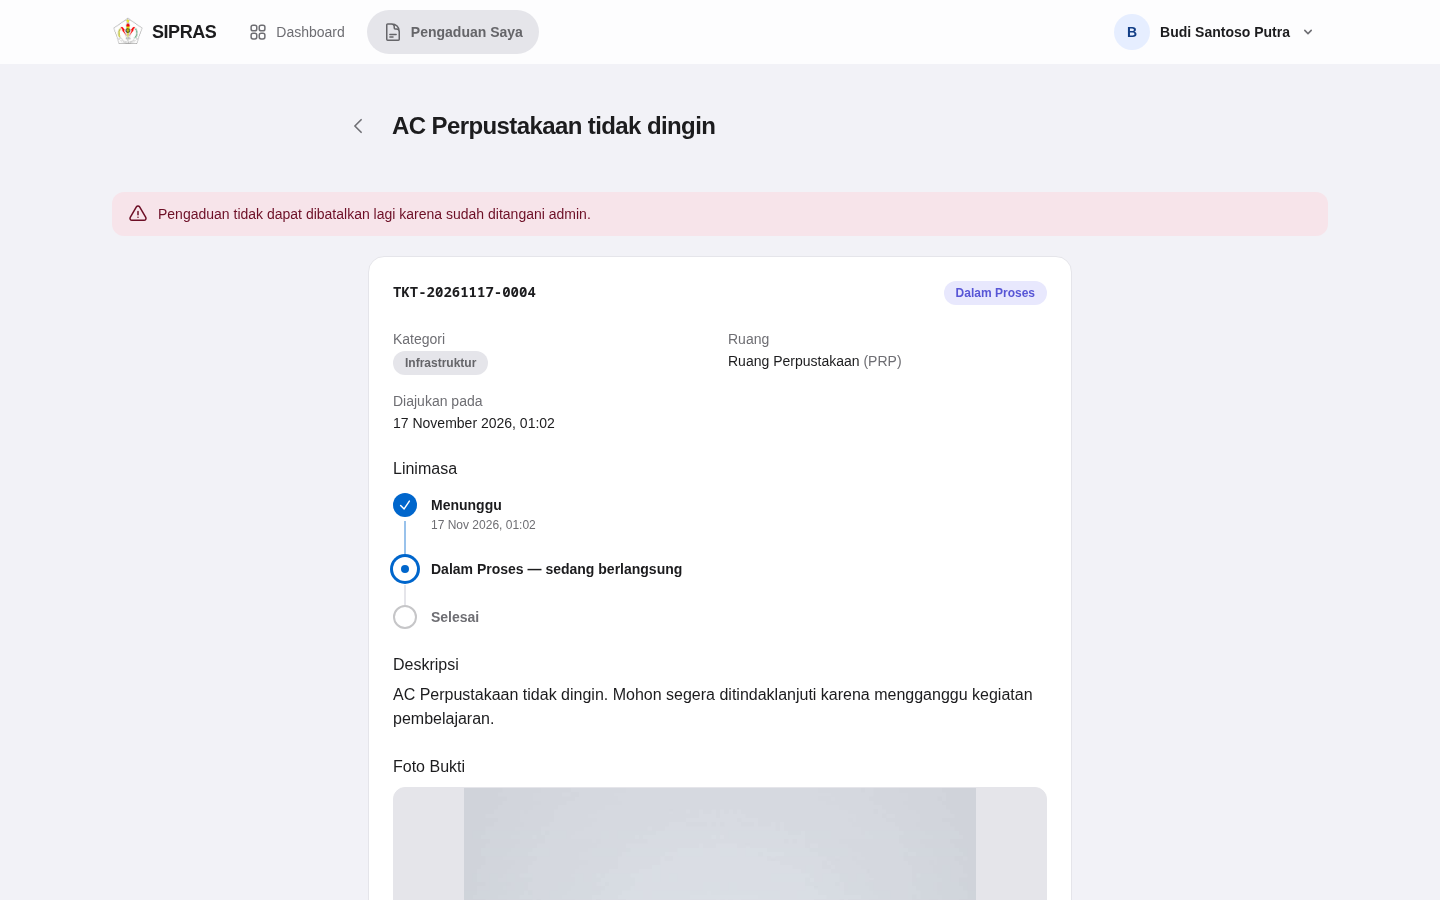 SIPRAS
Dashboard
Pengaduan Saya
B
Budi Santoso Putra
AC Perpustakaan tidak dingin
Pengaduan tidak dapat dibatalkan lagi karena sudah ditangani admin.
TKT-20261117-0004
Dalam Proses
Kategori
Infrastruktur
Ruang
Ruang Perpustakaan (PRP)
Diajukan pada
17 November 2026, 01:02
Linimasa
Menunggu
17 Nov 2026, 01:02
Dalam Proses — sedang berlangsung
Selesai
Deskripsi
AC Perpustakaan tidak dingin. Mohon segera ditindaklanjuti karena mengganggu kegiatan
pembelajaran.
Foto Bukti